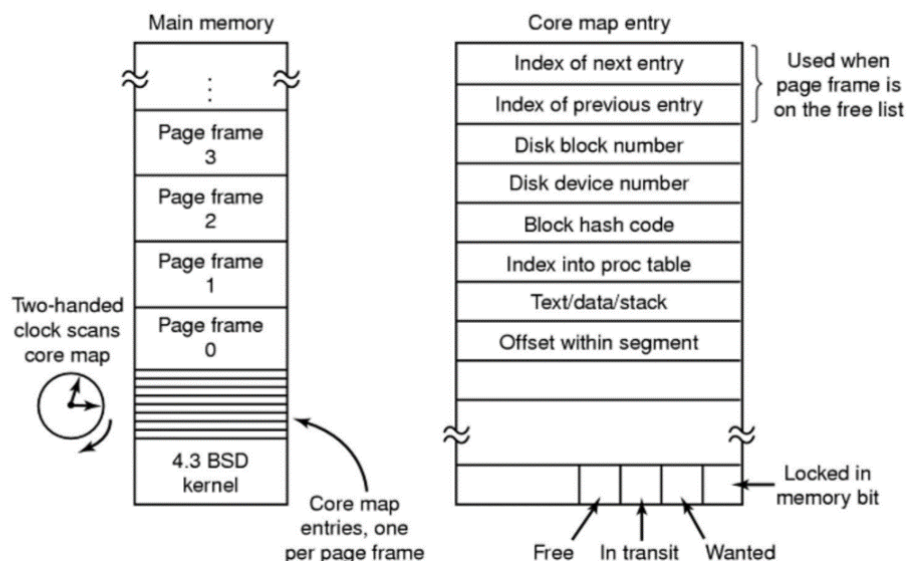 Main memory
⋮
Page frame
3
Page frame
2
Page frame
1
Page frame
0
Two-handed
clock scans
core map
4.3 BSD
kernel
Core map
entries, one
per page frame
Core map entry
Index of next entry
Index of previous entry
Used when
page frame is
on the free list
Disk block number
Disk device number
Block hash code
Index into proc table
Text/data/stack
Offset within segment
Locked in
memory bit
Free
In transit
Wanted